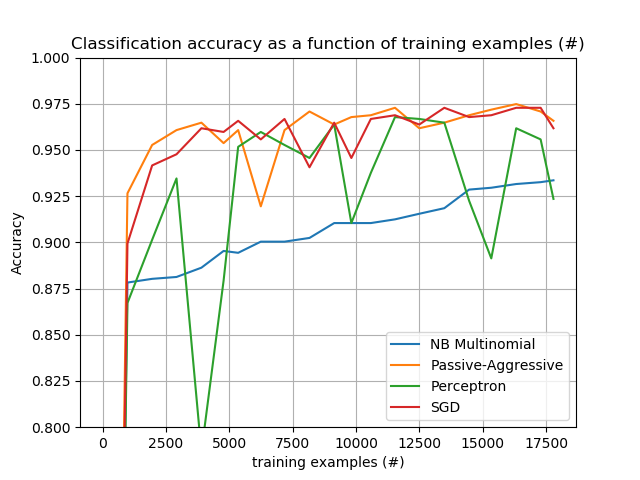 Classification accuracy as a function of training examples (#)
1.000
0.975
0.950
0.925
0.900
0.875
0.850
0.825
0.800
Accuracy
NB Multinomial
Passive-Aggressive
Perceptron
SGD
0 2500 5000 7500 10000 12500 15000 17500
training examples (#)